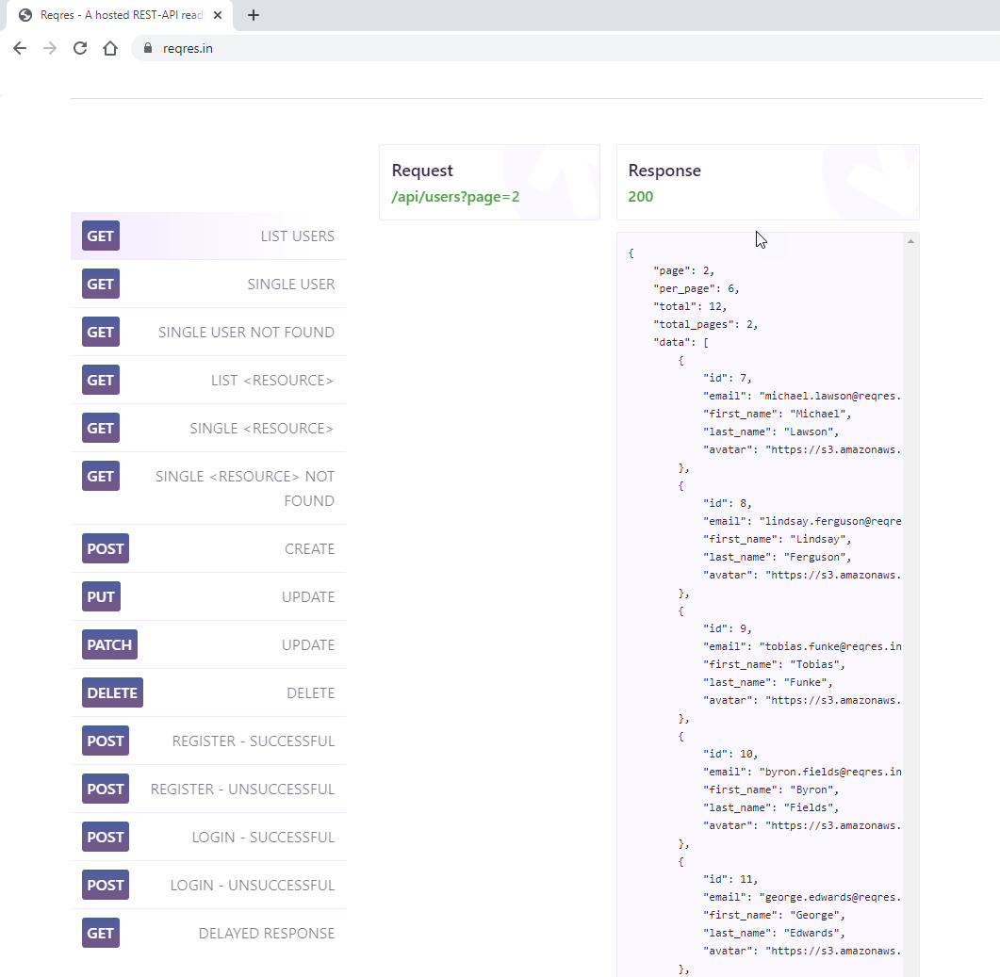 Reqres - A hosted REST-API read
reqres.in
GET LIST USERS
GET SINGLE USER
GET SINGLE USER NOT FOUND
GET LIST <RESOURCE>
GET SINGLE <RESOURCE>
GET SINGLE <RESOURCE> NOT
FOUND
POST CREATE
PUT UPDATE
PATCH UPDATE
DELETE DELETE
POST REGISTER - SUCCESSFUL
POST REGISTER - UNSUCCESSFUL
POST LOGIN - SUCCESSFUL
POST LOGIN - UNSUCCESSFUL
GET DELAYED RESPONSE
Request
/api/users?page=2
Response
200
{
"page": 2,
"per_page": 6,
"total": 12,
"total_pages": 2,
"data": [
{
"id": 7,
"email": "michael.lawson@reqres.
"first_name": "Michael",
"last_name": "Lawson",
"avatar": "https://s3.amazonaws.
},
{
"id": 8,
"email": "lindsay.ferguson@reqre
"first_name": "Lindsay",
"last_name": "Ferguson",
"avatar": "https://s3.amazonaws.
},
{
"id": 9,
"email": "tobias.funke@reqres.in
"first_name": "Tobias",
"last_name": "Funke",
"avatar": "https://s3.amazonaws.
},
{
"id": 10,
"email": "byron.fields@reqres.in
"first_name": "Byron",
"last_name": "Fields",
"avatar": "https://s3.amazonaws.
},
{
"id": 11,
"email": "george.edwards@reqres.
"first_name": "George",
"last_name": "Edwards",
"avatar": "https://s3.amazonaws.
},